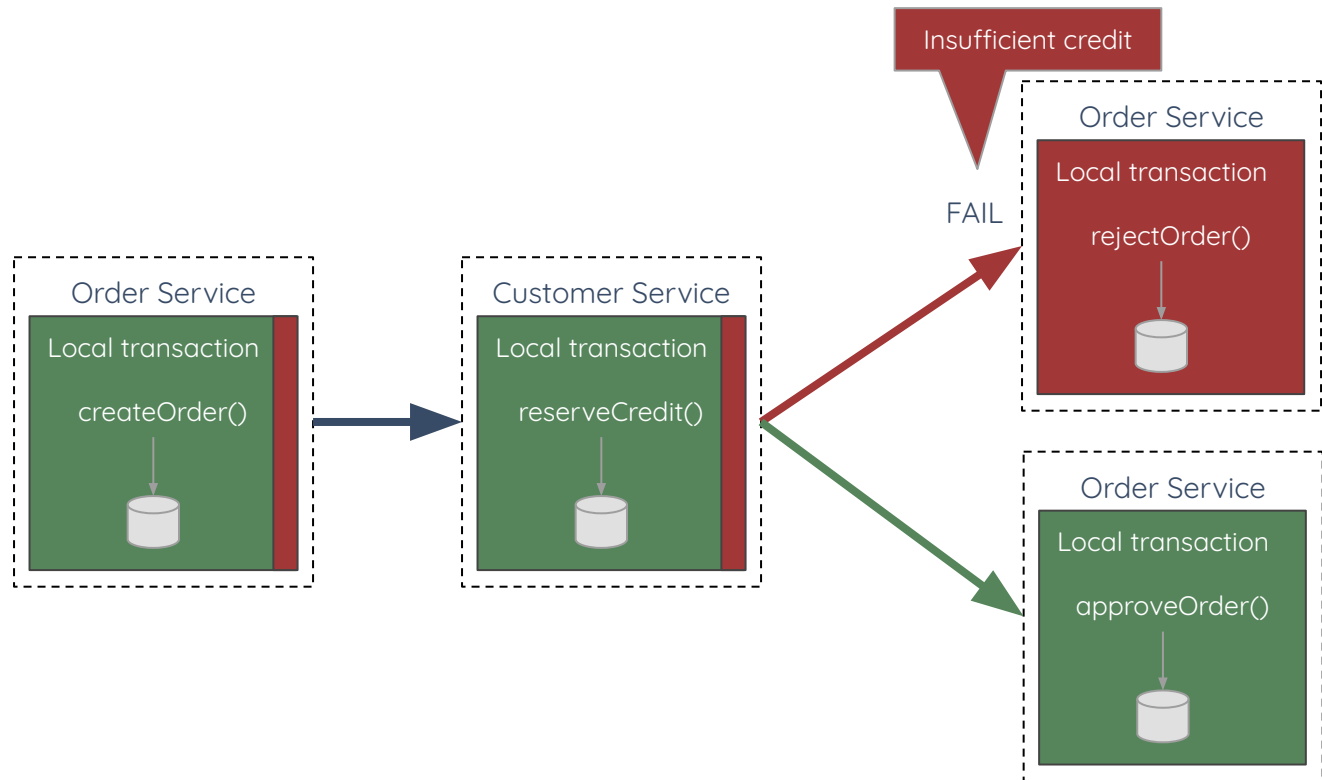 Insufficient credit
FAIL
Order Service
Local transaction
createOrder()
Customer Service
Local transaction
reserveCredit()
Order Service
Local transaction
rejectOrder()
Order Service
Local transaction
approveOrder()